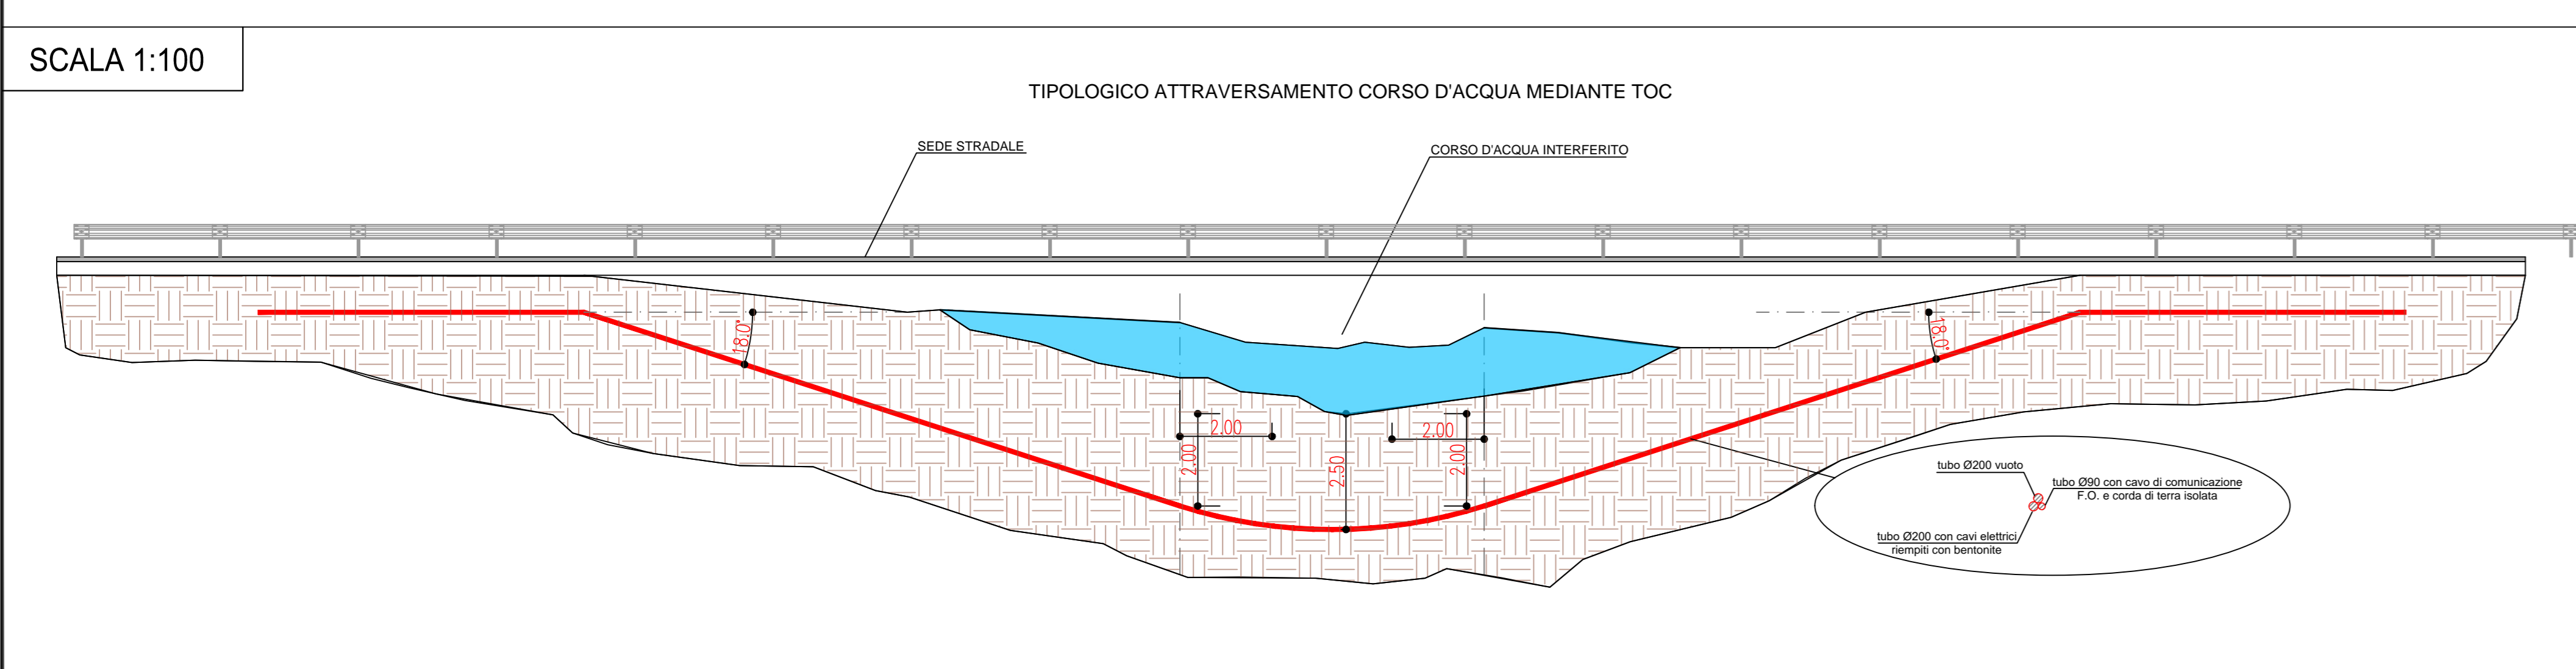 SCALA 1:100
TIPOLOGICO ATTRAVERSAMENTO CORSO D'ACQUA MEDIANTE TOC
SEDE STRADALE
CORSO D'ACQUA INTERFERITO
18.0°
18.0°
2.00
2.00
2.00
2.50
2.00
tubo Ø200 vuoto
tubo Ø90 con cavo di comunicazione
F.O. e corda di terra isolata
tubo Ø200 con cavi elettrici
riempiti con bentonite